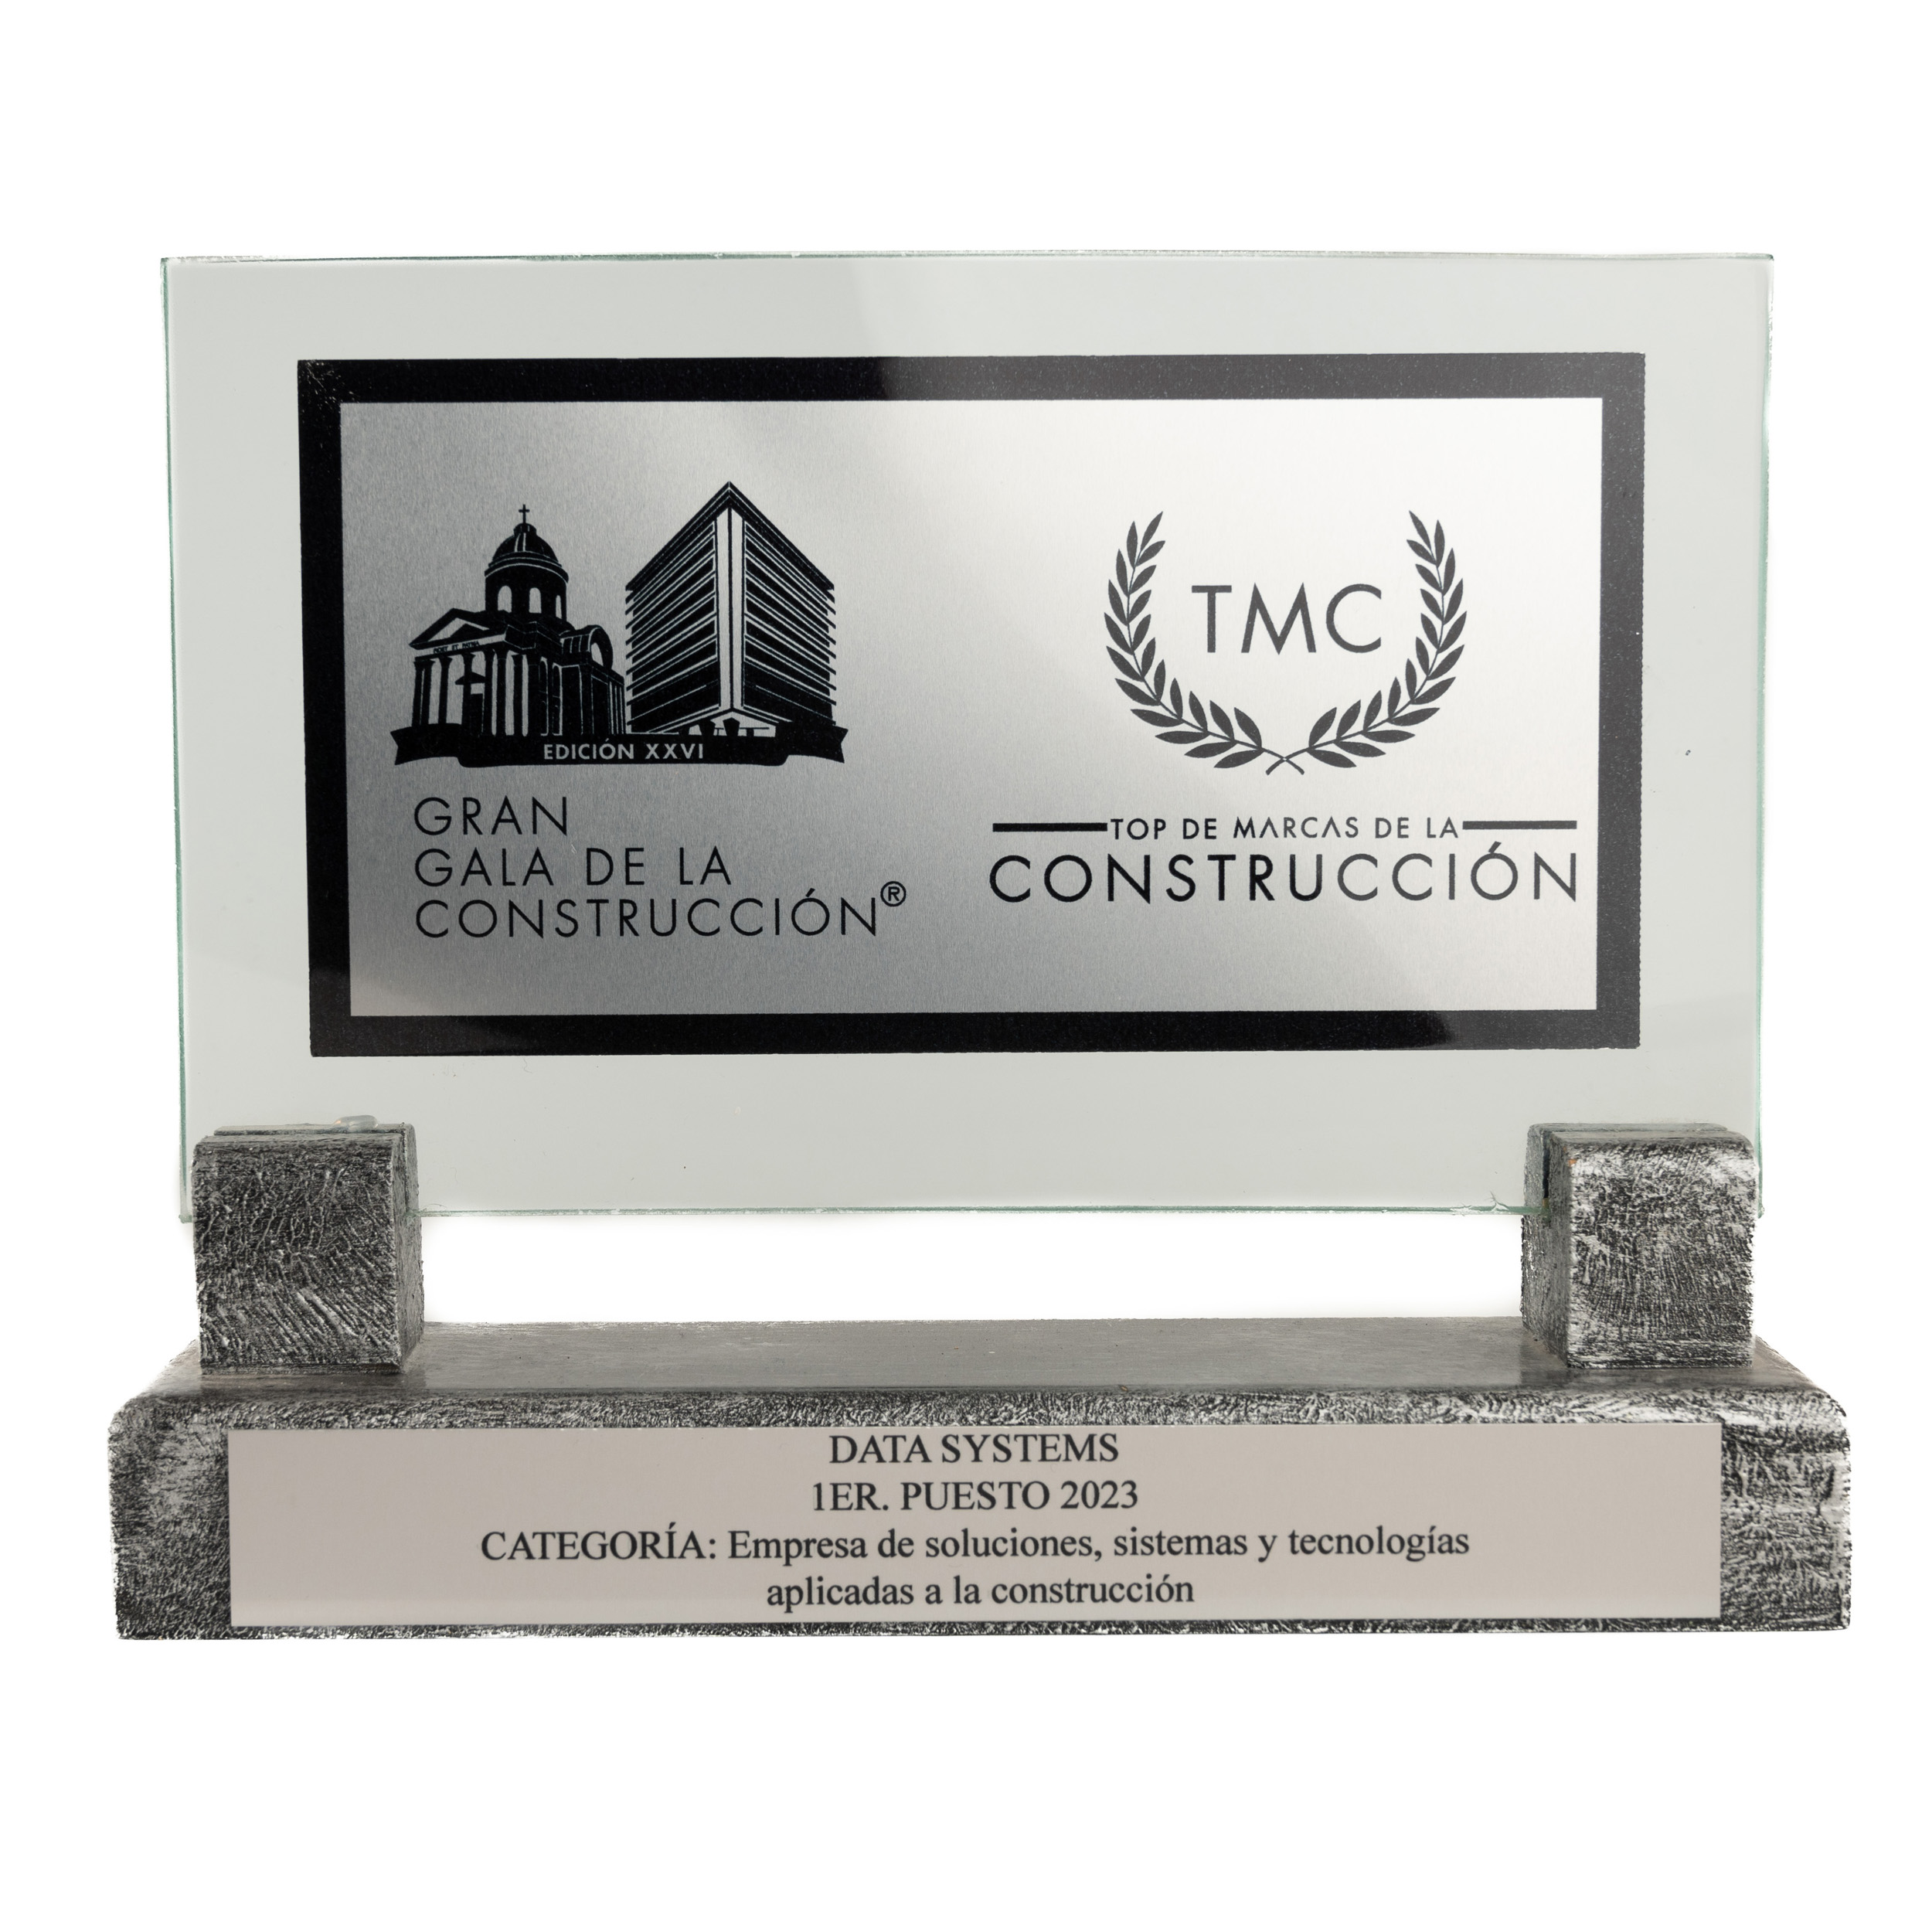 EDICIÓN XXVI
GRAN
GALA DE LA
CONSTRUCCIÓN®
TMC
TOP DE MARCAS DE LA
CONSTRUCCIÓN
DATA SYSTEMS
1ER. PUESTO 2023
CATEGORÍA: Empresa de soluciones, sistemas y tecnologías
aplicadas a la construcción